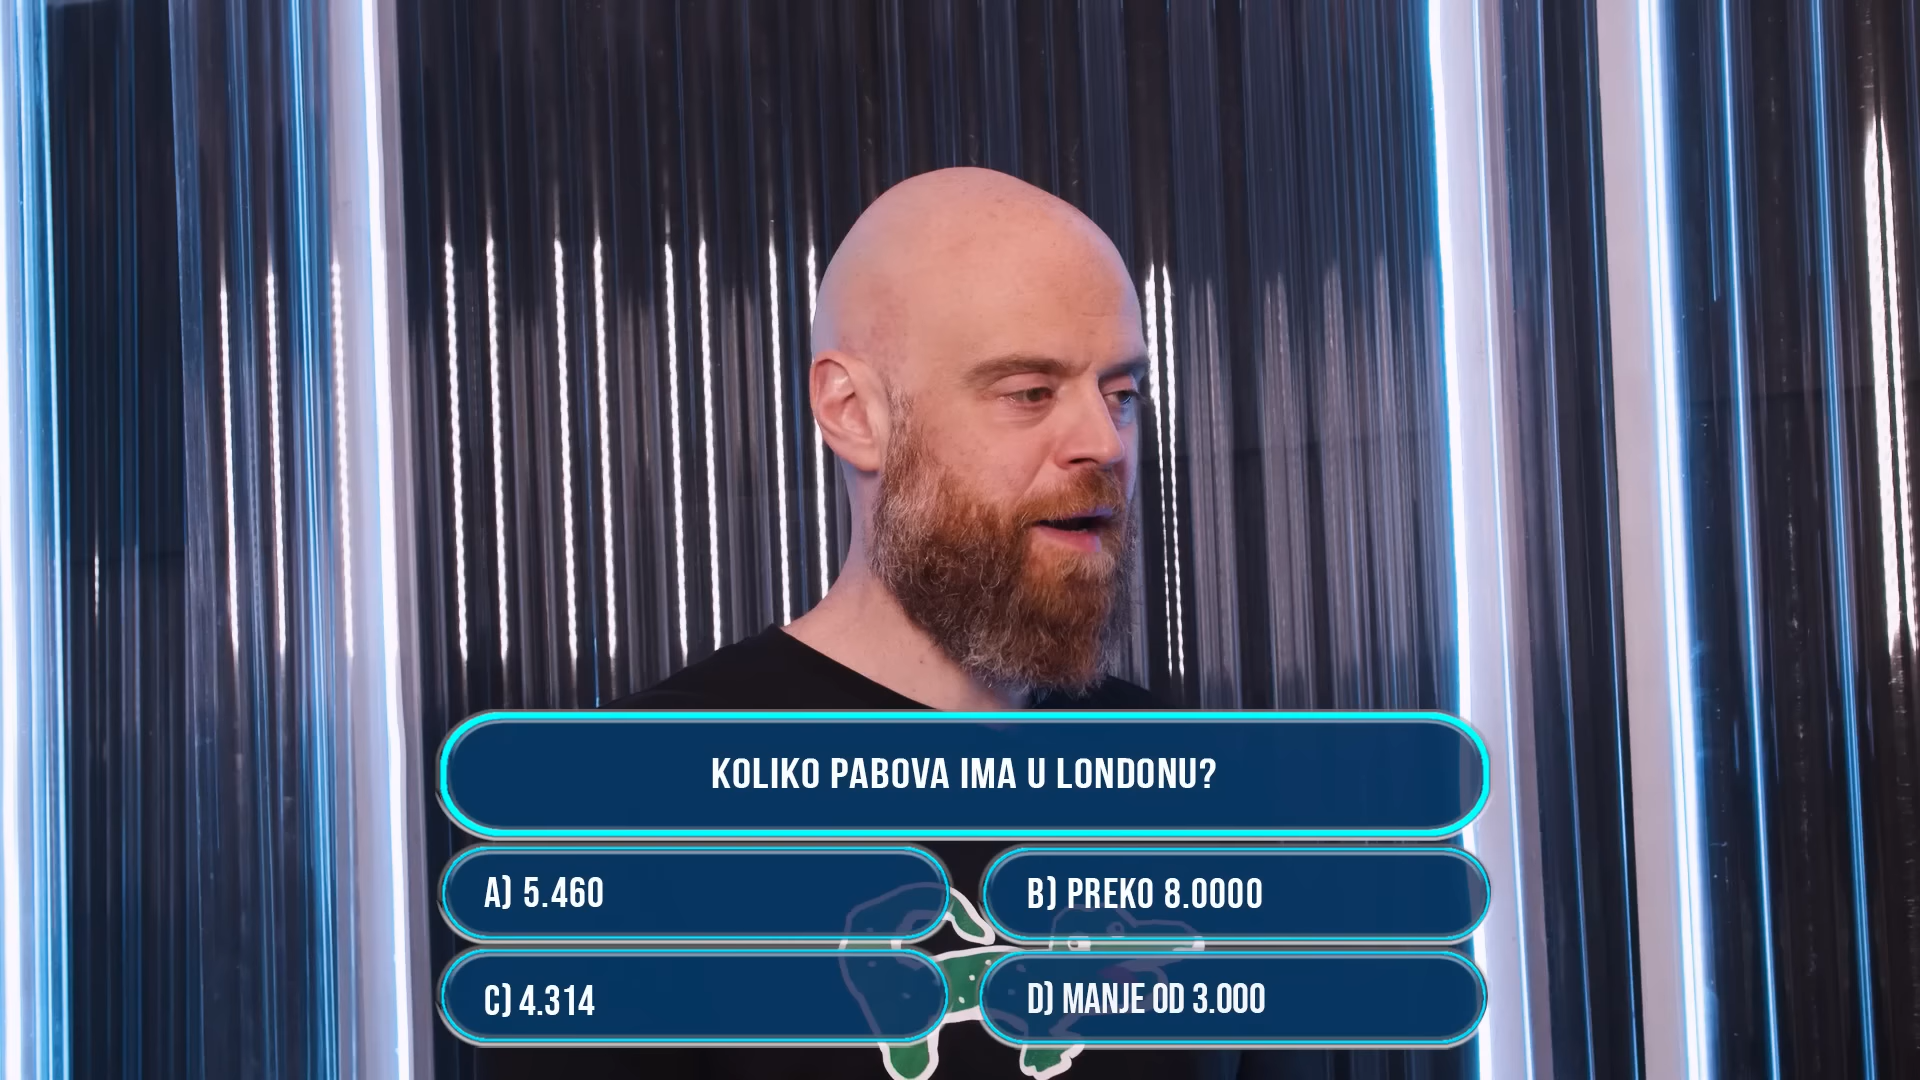 KOLIKO PABOVA IMA U LONDONU?
A) 5.460
B) PREKO 8.0000
C) 4.314
D) MANJE OD 3.000